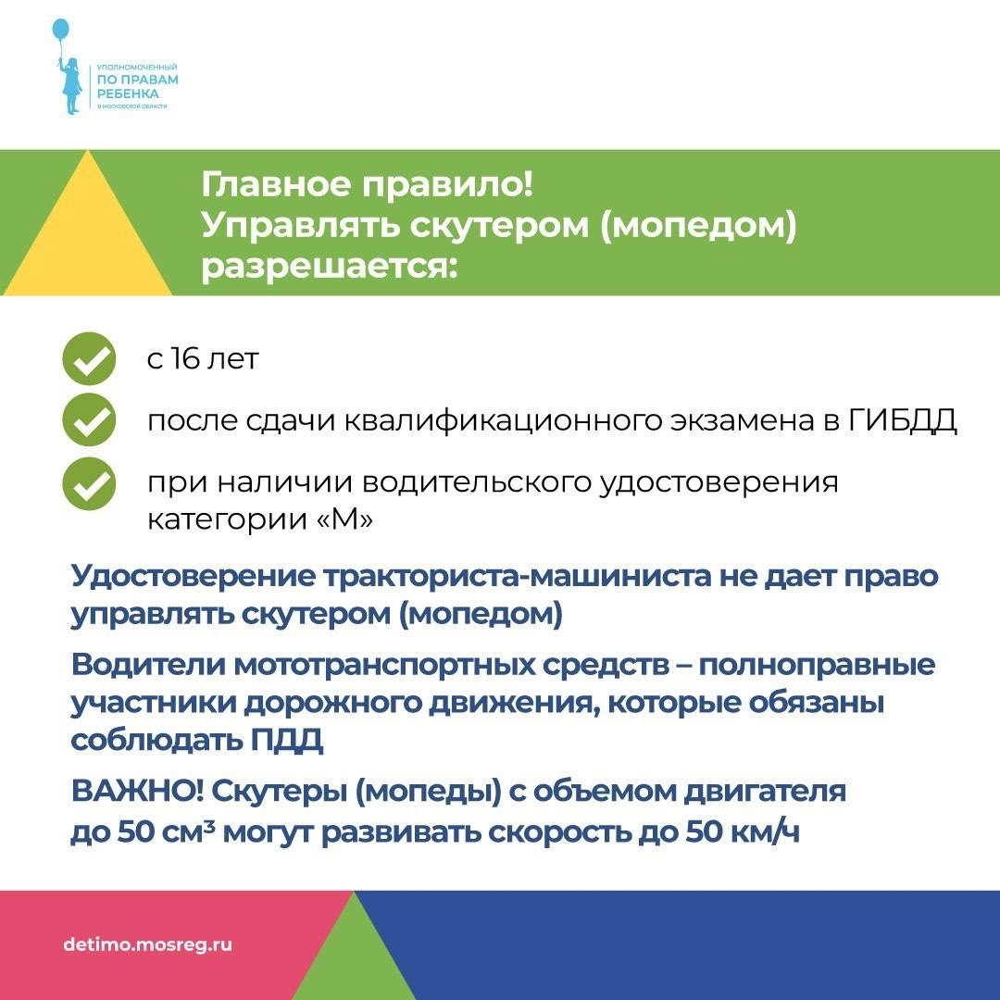 УПОЛНОМОЧЕННЫЙ
ПО ПРАВАМ
РЕБЕНКА
В МОСКОВСКОЙ ОБЛАСТИ
Главное правило!
Управлять скутером (мопедом)
разрешается:
с 16 лет
после сдачи квалификационного экзамена в ГИБДД
при наличии водительского удостоверения
категории «М»
Удостоверение тракториста-машиниста не дает право
управлять скутером (мопедом)
Водители мототранспортных средств – полноправные
участники дорожного движения, которые обязаны
соблюдать ПДД
ВАЖНО! Скутеры (мопеды) с объемом двигателя
до 50 см³ могут развивать скорость до 50 км/ч
detimo.mosreg.ru